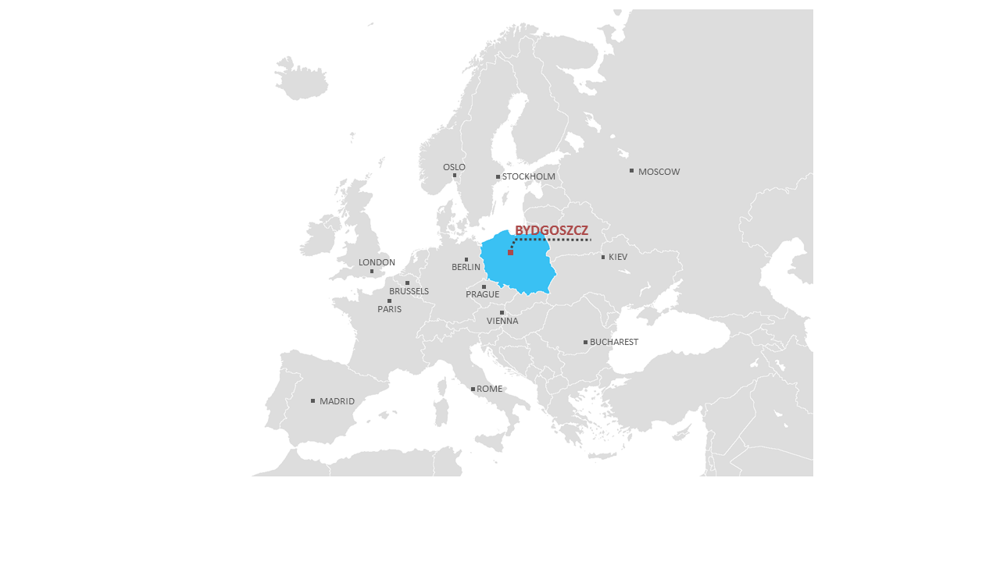 OSLO
STOCKHOLM
MOSCOW
BYDGOSZCZ
KIEV
LONDON
BERLIN
BRUSSELS
PRAGUE
PARIS
VIENNA
BUCHAREST
ROME
MADRID